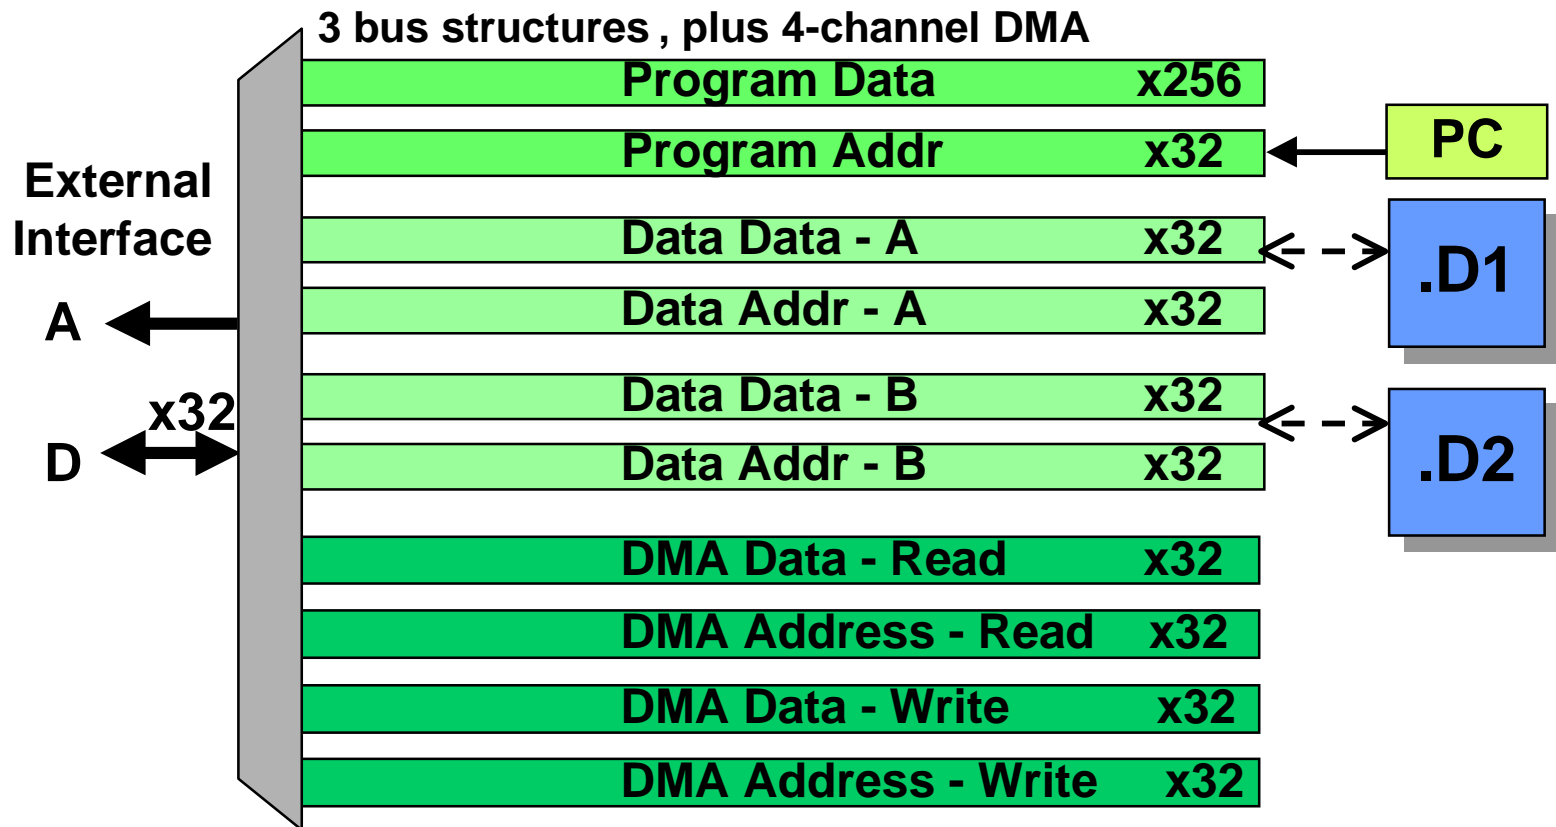 3 bus structures , plus 4-channel DMA
Program Data x256
Program Addr x32
PC
External
Interface
Data Data - A x32
.D1
Data Addr - A x32
A
Data Data - B x32
x32
D
Data Addr - B x32
.D2
DMA Data - Read x32
DMA Address - Read x32
DMA Data - Write x32
DMA Address - Write x32